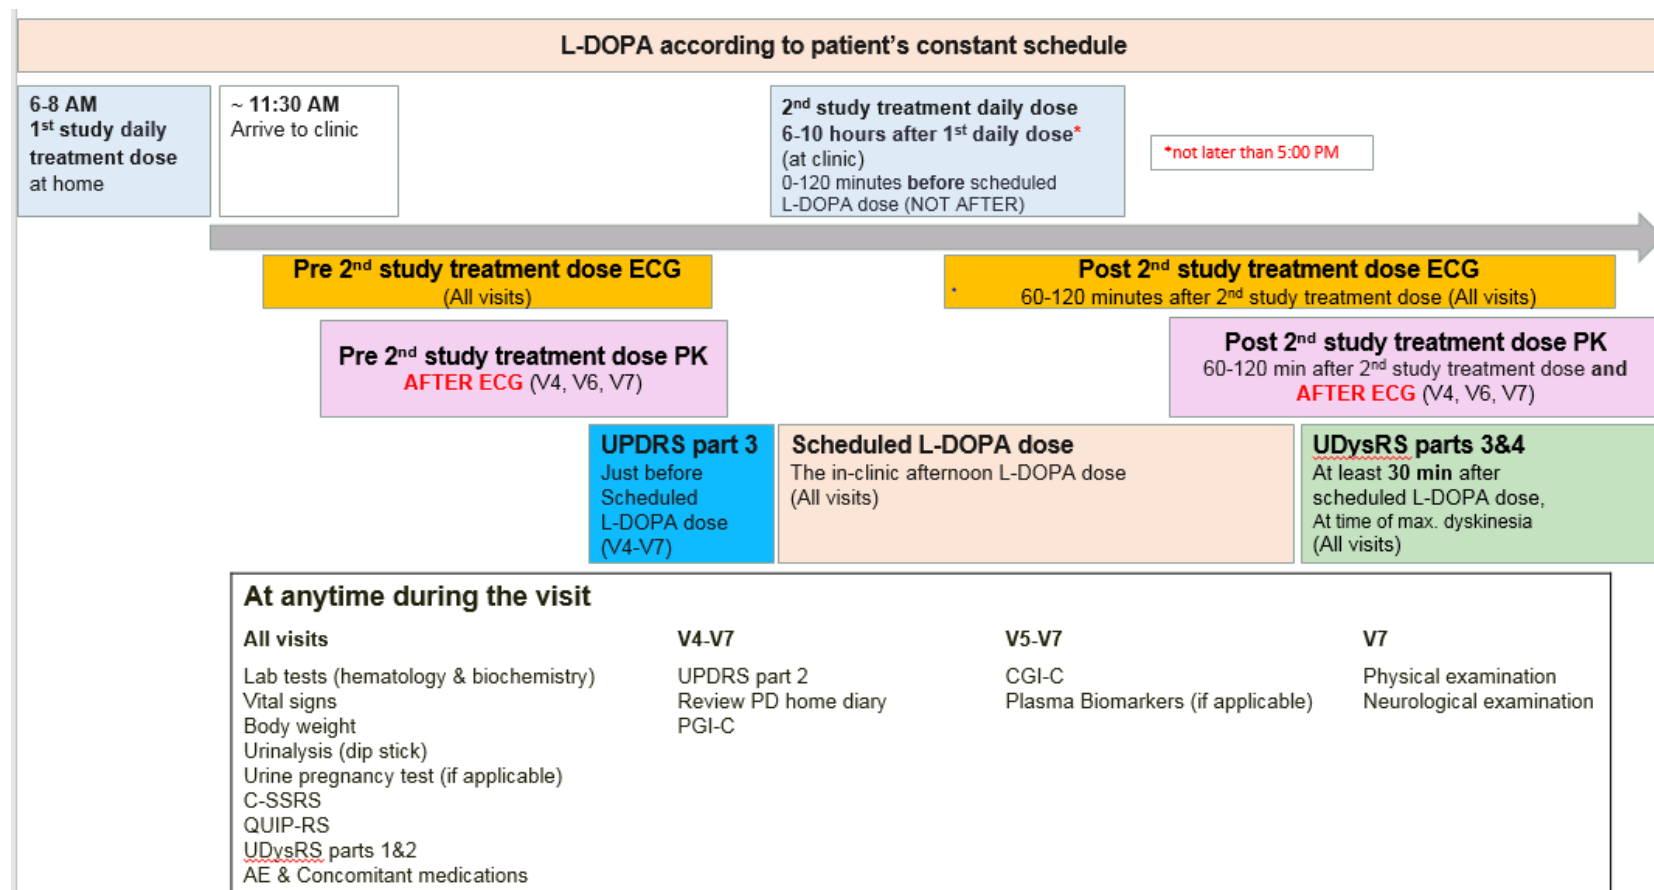 L-DOPA according to patient's constant schedule
6-8 AM
1st study daily
treatment dose
at home
~ 11:30 AM
Arrive to clinic
2nd study treatment daily dose
6-10 hours after 1st daily dose*
(at clinic)
0-120 minutes before scheduled
L-DOPA dose (NOT AFTER)
*not later than 5:00 PM
Pre 2nd study treatment dose ECG
(All visits)
Post 2nd study treatment dose ECG
60-120 minutes after 2nd study treatment dose (All visits)
Pre 2nd study treatment dose PK
AFTER ECG (V4, V6, V7)
Post 2nd study treatment dose PK
60-120 min after 2nd study treatment dose and
AFTER ECG (V4, V6, V7)
UPDRS part 3
Just before
Scheduled
L-DOPA dose
(V4-V7)
Scheduled L-DOPA dose
The in-clinic afternoon L-DOPA dose
(All visits)
UDysRS parts 3&4
At least 30 min after
scheduled L-DOPA dose,
At time of max. dyskinesia
(All visits)
At anytime during the visit
All visits
Lab tests (hematology & biochemistry)
Vital signs
Body weight
Urinalysis (dip stick)
Urine pregnancy test (if applicable)
C-SSRS
QUIP-RS
UDysRS parts 1&2
AE & Concomitant medications
V4-V7
UPDRS part 2
Review PD home diary
PGI-C
V5-V7
CGI-C
Plasma Biomarkers (if applicable)
V7
Physical examination
Neurological examination